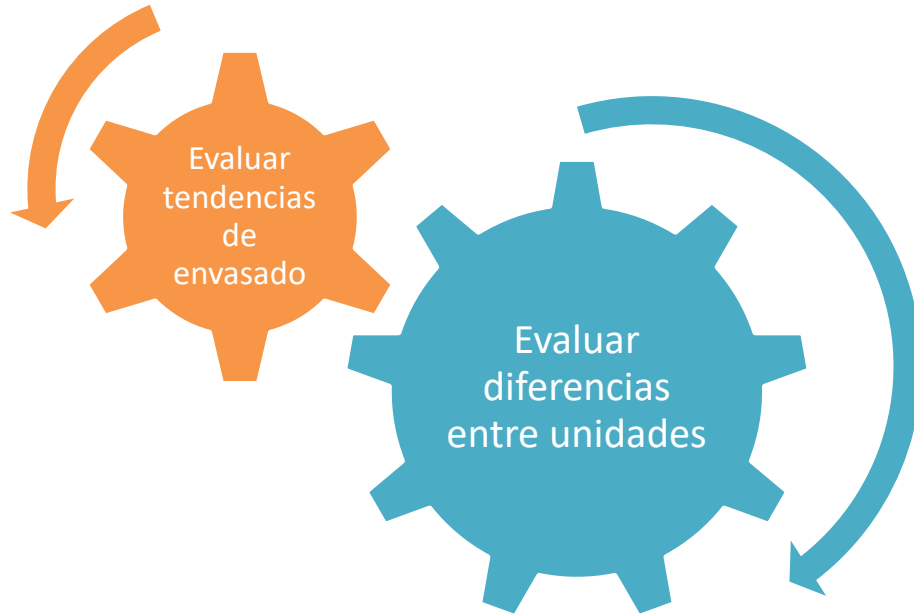 Evaluar
tendencias
de
envasado
Evaluar
diferencias
entre unidades